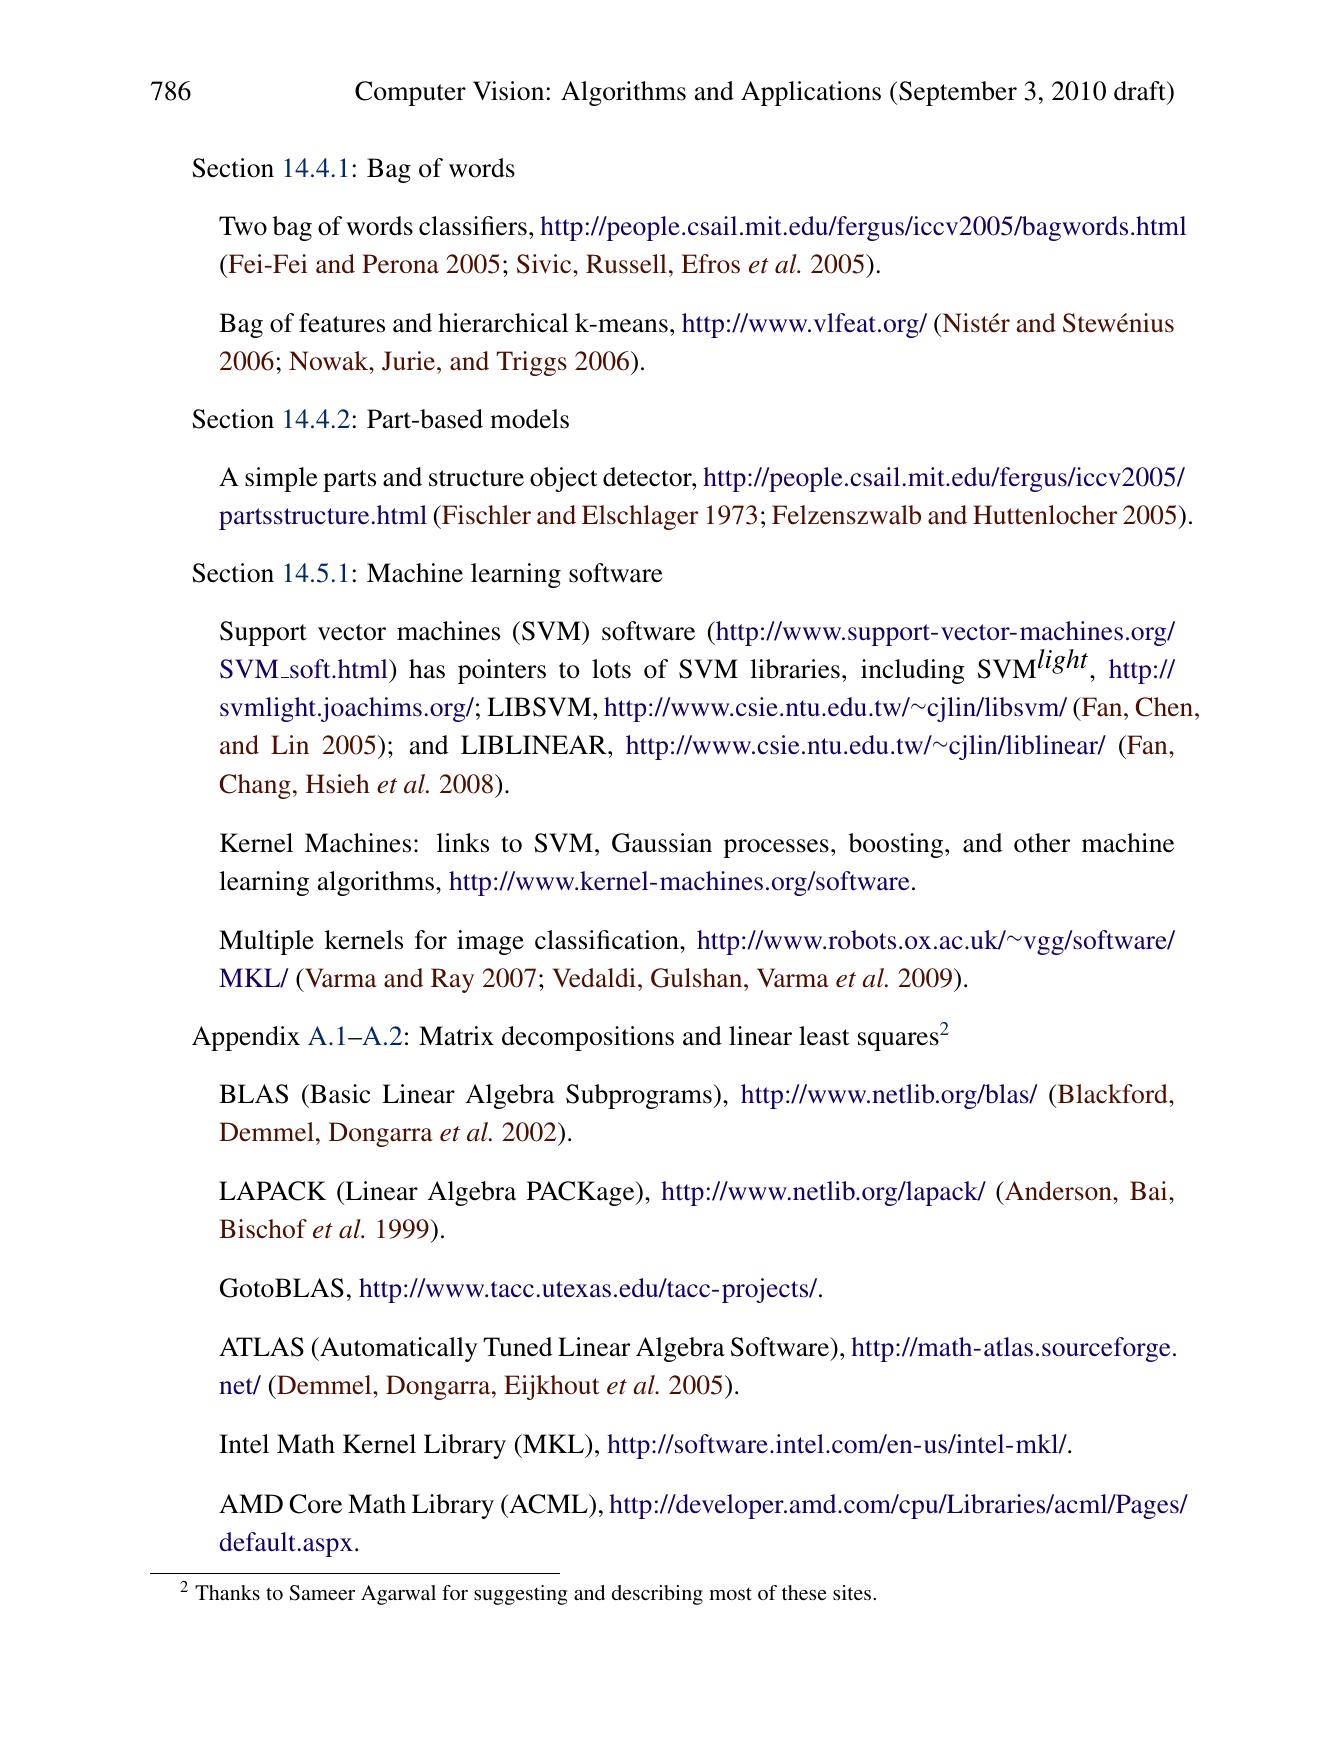 786 Computer Vision: Algorithms and Applications (September 3, 2010 draft)
Section 14.4.1: Bag of words
Two bag of words classifiers, http://people.csail.mit.edu/fergus/iccv2005/bagwords.html
(Fei-Fei and Perona 2005; Sivic, Russell, Efros et al. 2005).
Bag of features and hierarchical k-means, http://www.vlfeat.org/ (Nistér and Stewénius
2006; Nowak, Jurie, and Triggs 2006).
Section 14.4.2: Part-based models
A simple parts and structure object detector, http://people.csail.mit.edu/fergus/iccv2005/
partsstructure.html (Fischler and Elschlager 1973; Felzenszwalb and Huttenlocher 2005).
Section 14.5.1: Machine learning software
Support vector machines (SVM) software (http://www.support-vector-machines.org/
SVM_soft.html) has pointers to lots of SVM libraries, including SVMlight, http://
svmlight.joachims.org/; LIBSVM, http://www.csie.ntu.edu.tw/~cjlin/libsvm/ (Fan, Chen,
and Lin 2005); and LIBLINEAR, http://www.csie.ntu.edu.tw/~cjlin/liblinear/ (Fan,
Chang, Hsieh et al. 2008).
Kernel Machines: links to SVM, Gaussian processes, boosting, and other machine
learning algorithms, http://www.kernel-machines.org/software.
Multiple kernels for image classification, http://www.robots.ox.ac.uk/~vgg/software/
MKL/ (Varma and Ray 2007; Vedaldi, Gulshan, Varma et al. 2009).
Appendix A.1–A.2: Matrix decompositions and linear least squares2
BLAS (Basic Linear Algebra Subprograms), http://www.netlib.org/blas/ (Blackford,
Demmel, Dongarra et al. 2002).
LAPACK (Linear Algebra PACKage), http://www.netlib.org/lapack/ (Anderson, Bai,
Bischof et al. 1999).
GotoBLAS, http://www.tacc.utexas.edu/tacc-projects/.
ATLAS (Automatically Tuned Linear Algebra Software), http://math-atlas.sourceforge.
net/ (Demmel, Dongarra, Eijkhout et al. 2005).
Intel Math Kernel Library (MKL), http://software.intel.com/en-us/intel-mkl/.
AMD Core Math Library (ACML), http://developer.amd.com/cpu/Libraries/acml/Pages/
default.aspx.
2 Thanks to Sameer Agarwal for suggesting and describing most of these sites.